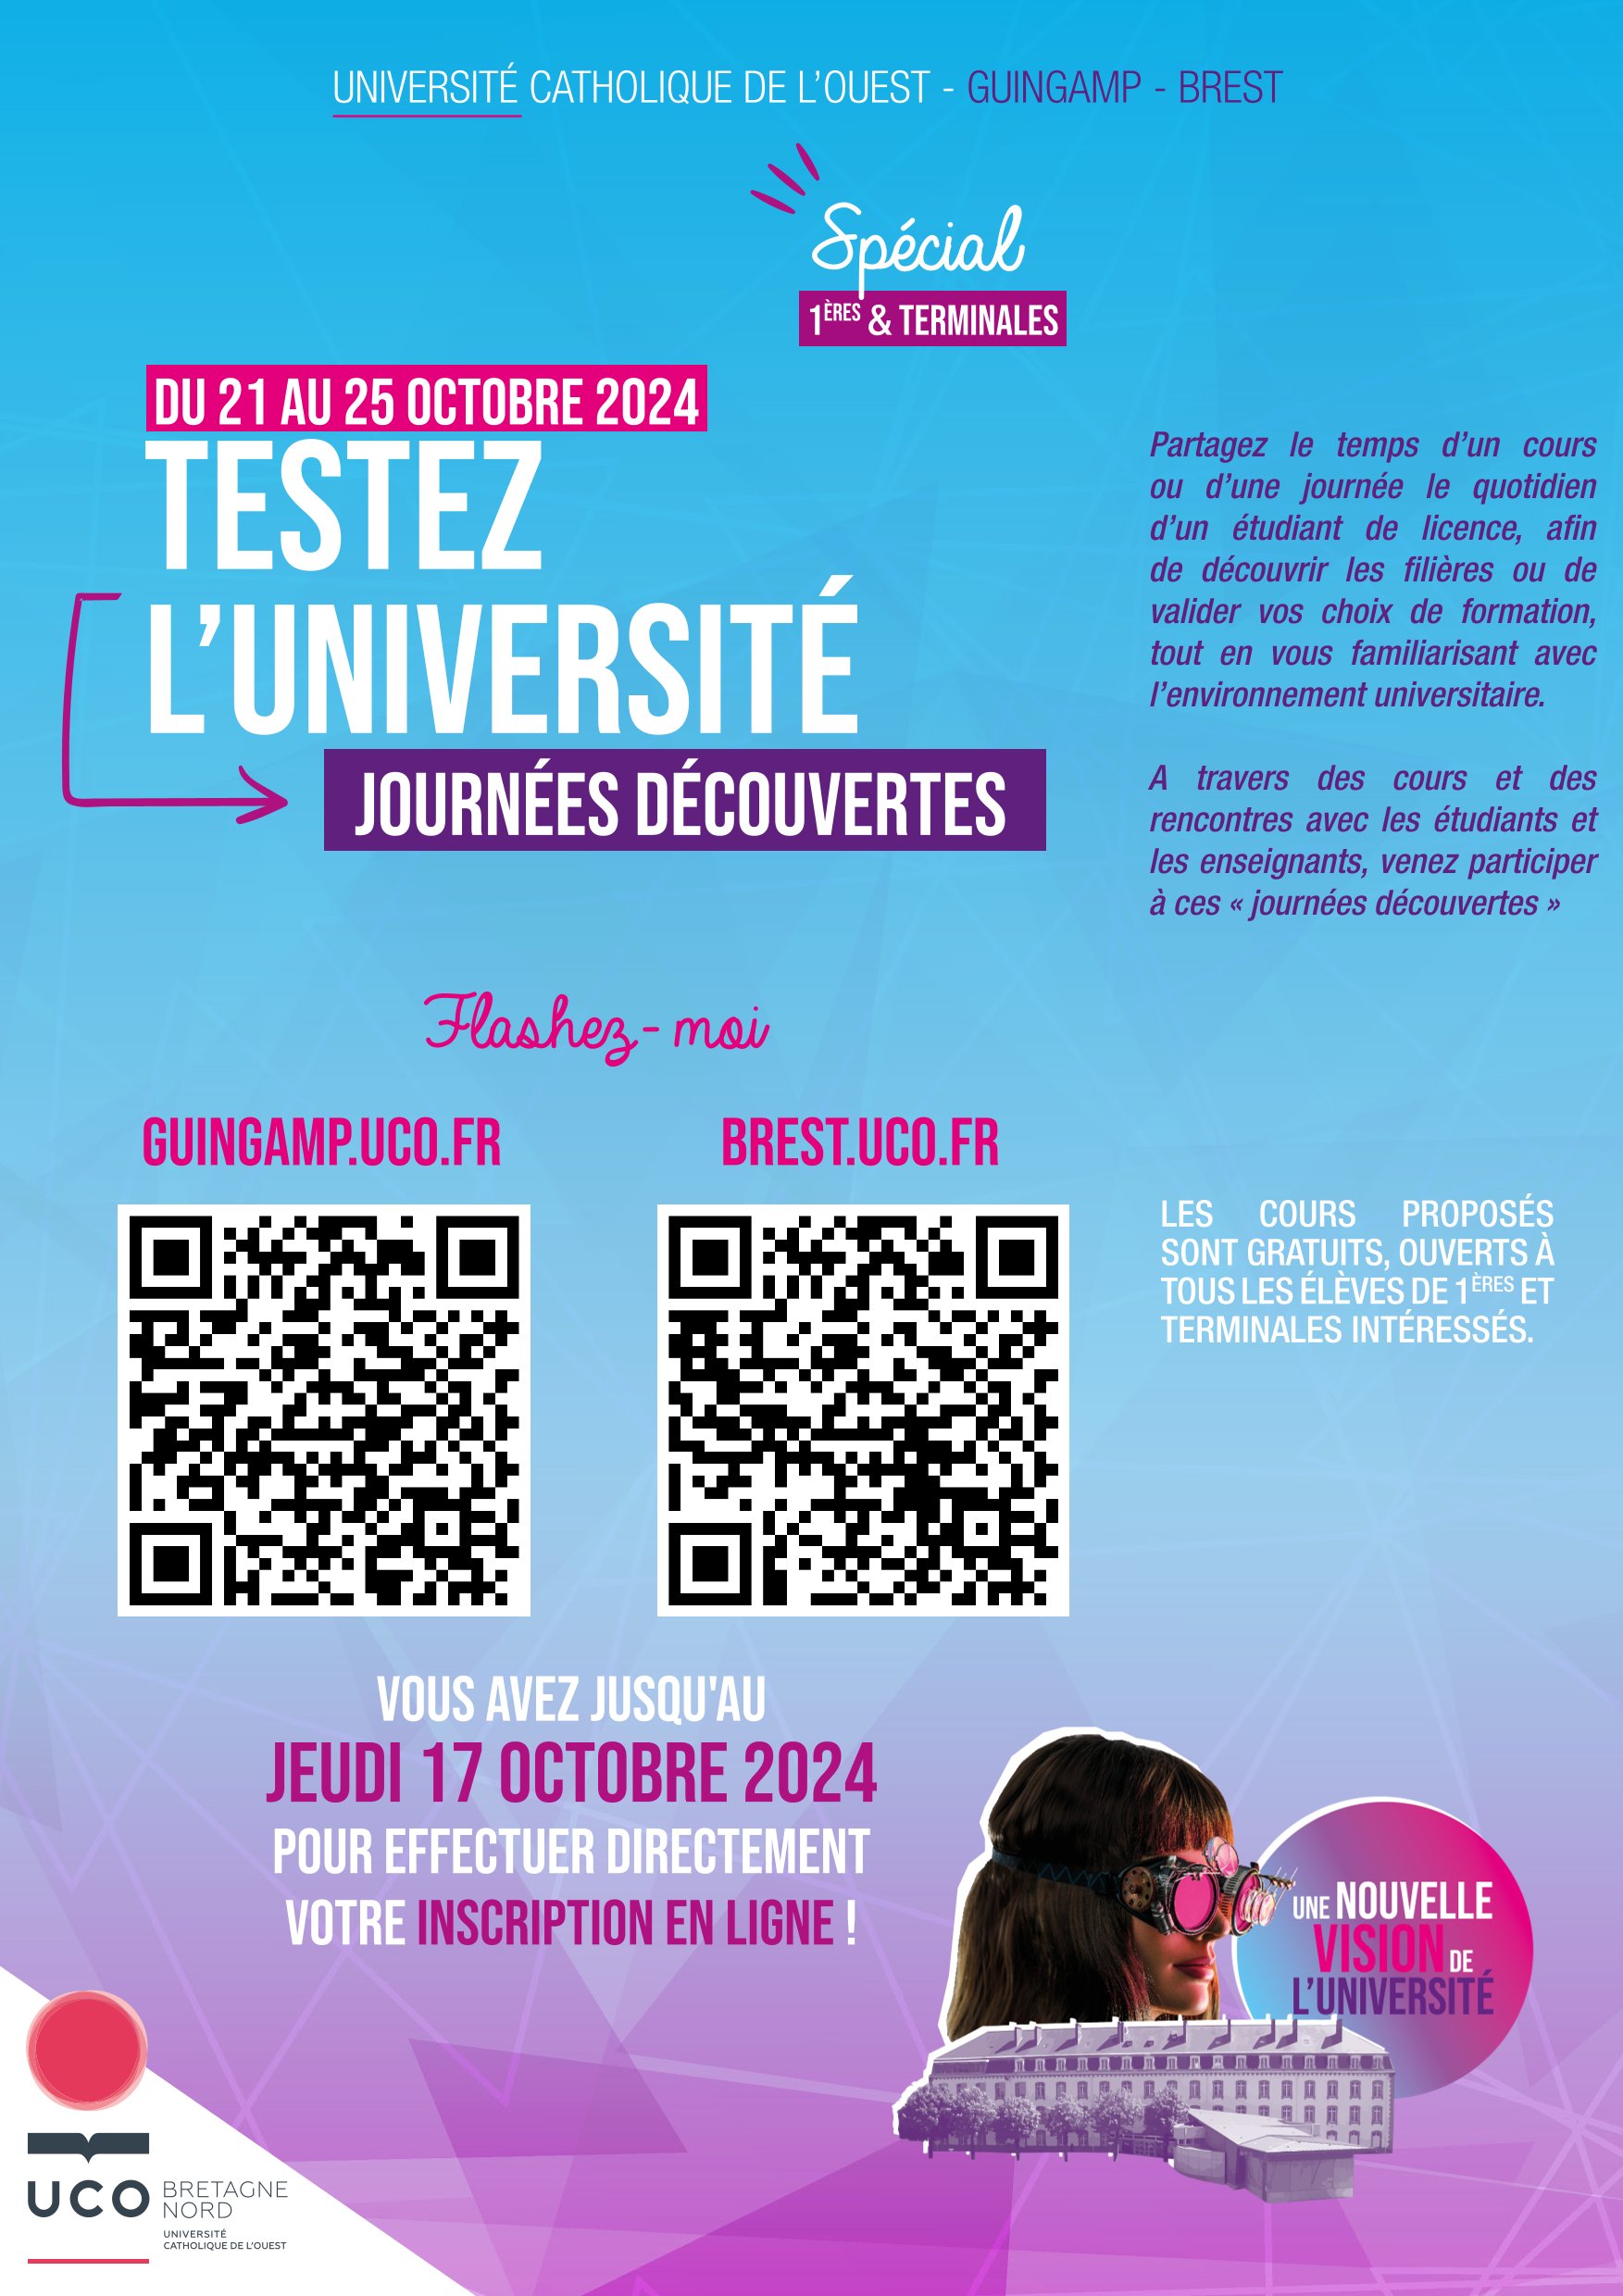 UNIVERSITÉ CATHOLIQUE DE L'OUEST - GUINGAMP - BREST
Spécial
1ÈRES & TERMINALES
DU 21 AU 25 OCTOBRE 2024
TESTEZ
L'UNIVERSITÉ
JOURNÉES DÉCOUVERTES
Partagez le temps d'un cours
ou d'une journée le quotidien
d'un étudiant de licence, afin
de découvrir les filières ou de
valider vos choix de formation,
tout en vous familiarisant avec
l'environnement universitaire.
A travers des cours et des
rencontres avec les étudiants et
les enseignants, venez participer
à ces « journées découvertes »
Flashez-moi
GUINGAMP.UCO.FR
BREST.UCO.FR
LES COURS PROPOSÉS
SONT GRATUITS, OUVERTS À
TOUS LES ÉLÈVES DE 1ÈRES ET
TERMINALES INTÉRESSÉS.
VOUS AVEZ JUSQU'AU
JEUDI 17 OCTOBRE 2024
POUR EFFECTUER DIRECTEMENT
VOTRE INSCRIPTION EN LIGNE !
UNE NOUVELLE
VISION DE
L'UNIVERSITÉ
UCO BRETAGNE
NORD
UNIVERSITÉ
CATHOLIQUE DE L'OUEST